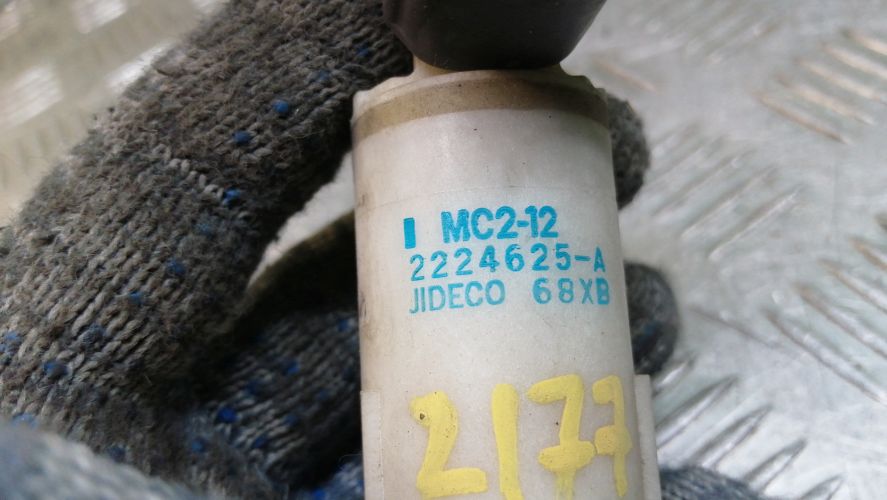 ▮ MC2-12
2224625-A
JIDECO 68XB
2177